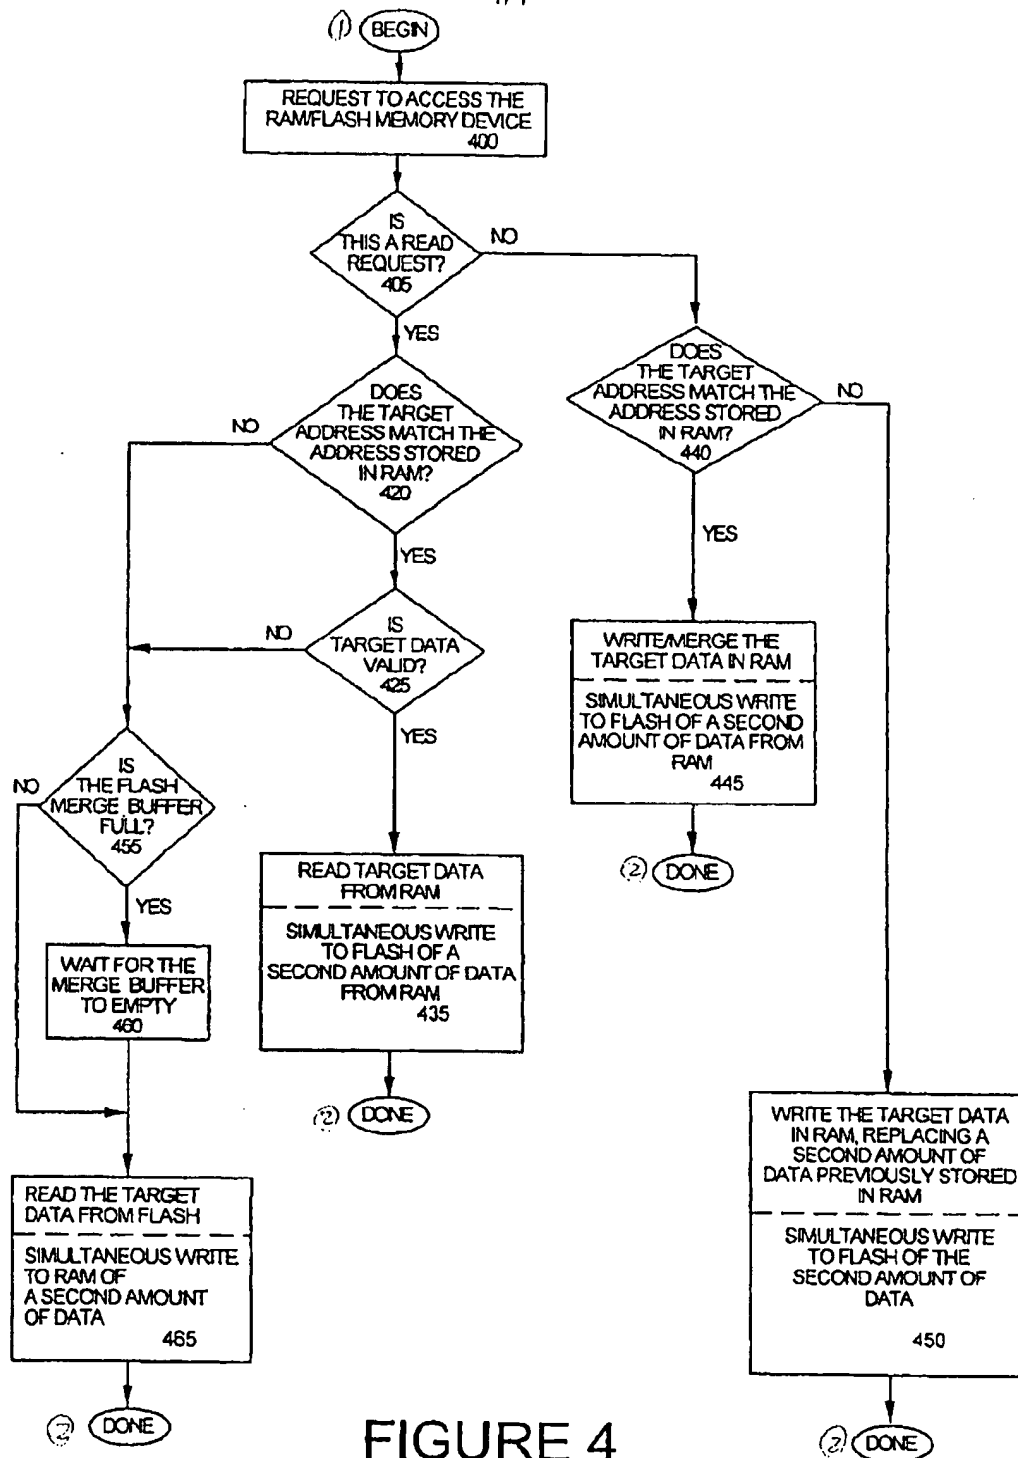 ① BEGIN
REQUEST TO ACCESS THE
RAM/FLASH MEMORY DEVICE
400
IS
THIS A READ
REQUEST?
405
NO
YES
DOES
THE TARGET
ADDRESS MATCH THE
ADDRESS STORED
IN RAM?
420
NO
YES
DOES
THE TARGET
ADDRESS MATCH THE
ADDRESS STORED
IN RAM?
440
NO
YES
IS
TARGET DATA
VALID?
425
NO
YES
WRITE/MERGE THE
TARGET DATA IN RAM
SIMULTANEOUS WRITE
TO FLASH OF A SECOND
AMOUNT OF DATA FROM
RAM
445
② DONE
IS
THE FLASH
MERGE BUFFER
FULL?
455
NO
YES
WAIT FOR THE
MERGE BUFFER
TO EMPTY
460
READ TARGET DATA
FROM RAM
SIMULTANEOUS WRITE
TO FLASH OF A
SECOND AMOUNT OF DATA
FROM RAM
435
② DONE
READ THE TARGET
DATA FROM FLASH
SIMULTANEOUS WRITE
TO RAM OF
A SECOND AMOUNT
OF DATA
465
② DONE
WRITE THE TARGET DATA
IN RAM, REPLACING A
SECOND AMOUNT OF
DATA PREVIOUSLY STORED
IN RAM
SIMULTANEOUS WRITE
TO FLASH OF THE
SECOND AMOUNT OF
DATA
450
② DONE
FIGURE 4